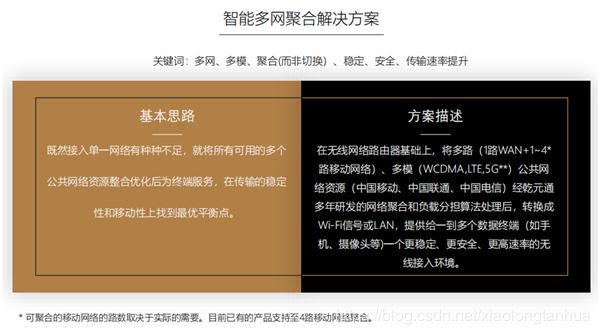 智能多网聚合解决方案
关键词：多网、多模、聚合(而非切换）、稳定、安全、传输速率提升
基本思路
既然接入单一网络有种种不足，就将所有可用的多个
公共网络资源整合优化后为终端服务，在传输的稳定
性和移动性上找到最优平衡点。
方案描述
在无线网络路由器基础上，将多路（1路WAN+1~4*
路移动网络）、多模（WCDMA,LTE,5G**）公共网
络资源（中国移动、中国联通、中国电信）经乾元通
多年研发的网络聚合和负载分担算法处理后，转换成
Wi-Fi信号或LAN，提供给一到多个数据终端（如手
机、摄像头等)一个更稳定、更安全、更高速率的无
线接入环境。
* 可聚合的移动网络的路数取决于实际的需要。目前已有的产品支持至4路移动网络聚合。
https://blog.csdn.net/xiaolongtanhua